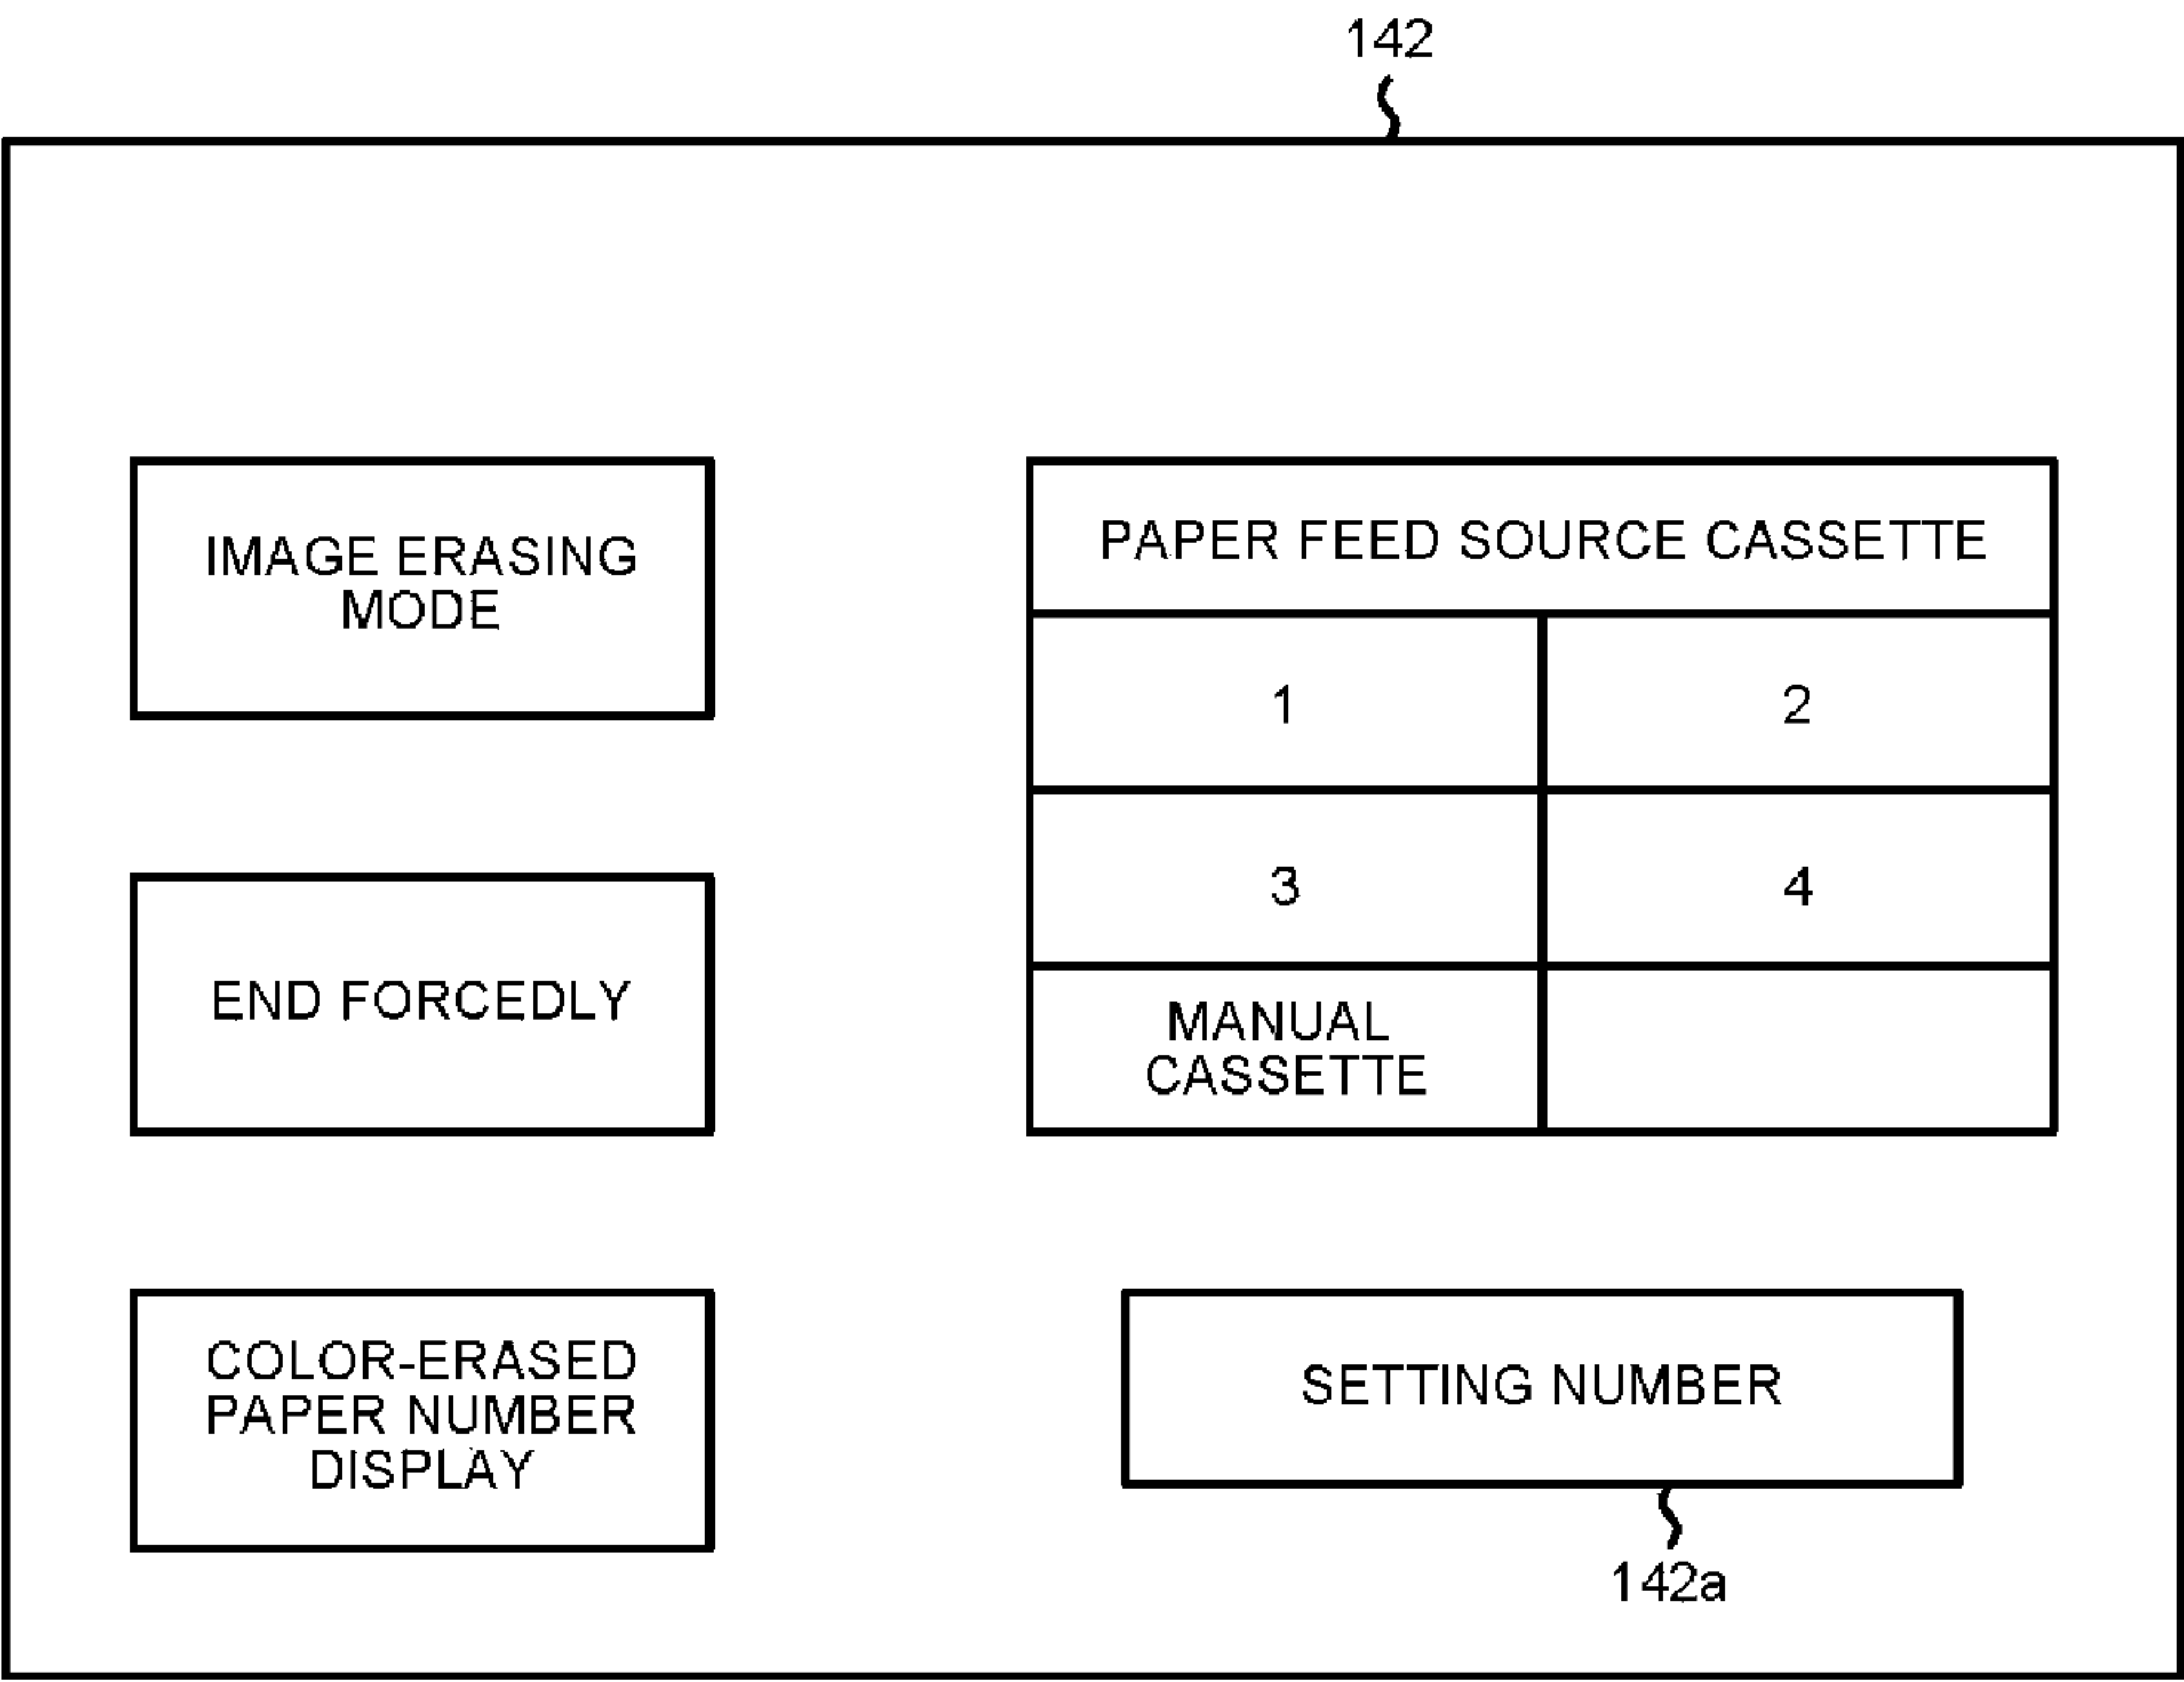 142
IMAGE ERASING
MODE
END FORCEDLY
COLOR-ERASED
PAPER NUMBER
DISPLAY
PAPER FEED SOURCE CASSETTE
1
2
3
4
MANUAL
CASSETTE
SETTING NUMBER
142a